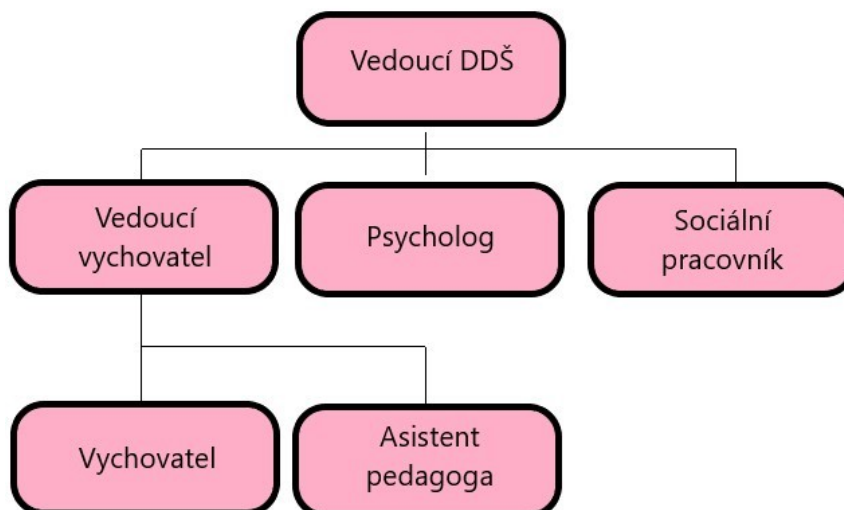 Vedoucí DDŠ
Vedoucí
vychovatel
Psycholog
Sociální
pracovník
Vychovatel
Asistent
pedagoga